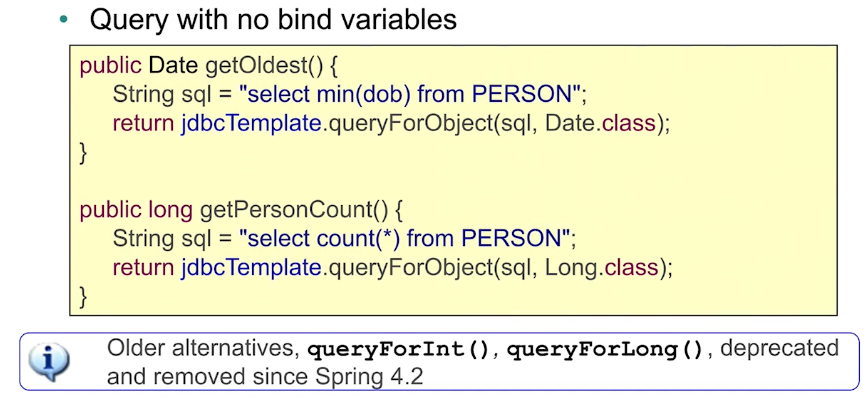 • Query with no bind variables
public Date getOldest() {
String sql = "select min(dob) from PERSON";
return jdbcTemplate.queryForObject(sql, Date.class);
}
public long getPersonCount() {
String sql = "select count(*) from PERSON";
return jdbcTemplate.queryForObject(sql, Long.class);
}
i
Older alternatives, queryForInt(), queryForLong(), deprecated
and removed since Spring 4.2